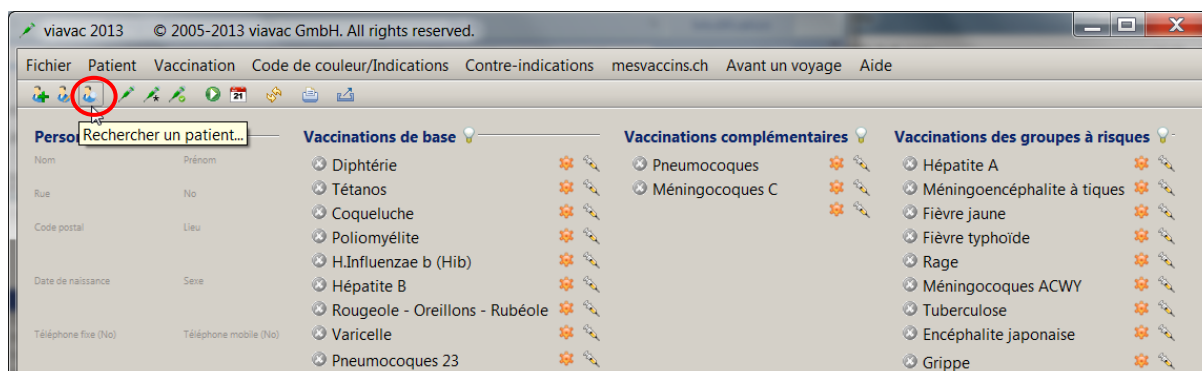 viavac 2013 © 2005-2013 viavac GmbH. All rights reserved.
Fichier Patient Vaccination Code de couleur/Indications Contre-indications mesvaccins.ch Avant un voyage Aide
21
Rechercher un patient...
Person
Nom Prénom
Rue No
Code postal Lieu
Date de naissance Sexe
Téléphone fixe (No) Téléphone mobile (No)
Vaccinations de base
Diphtérie
Tétanos
Coqueluche
Poliomyélite
H.Influenzae b (Hib)
Hépatite B
Rougeole - Oreillons - Rubéole
Varicelle
Pneumocoques 23
Vaccinations complémentaires
Pneumocoques
Méningocoques C
Vaccinations des groupes à risques
Hépatite A
Méningoencéphalite à tiques
Fièvre jaune
Fièvre typhoïde
Rage
Méningocoques ACWY
Tuberculose
Encéphalite japonaise
Grippe